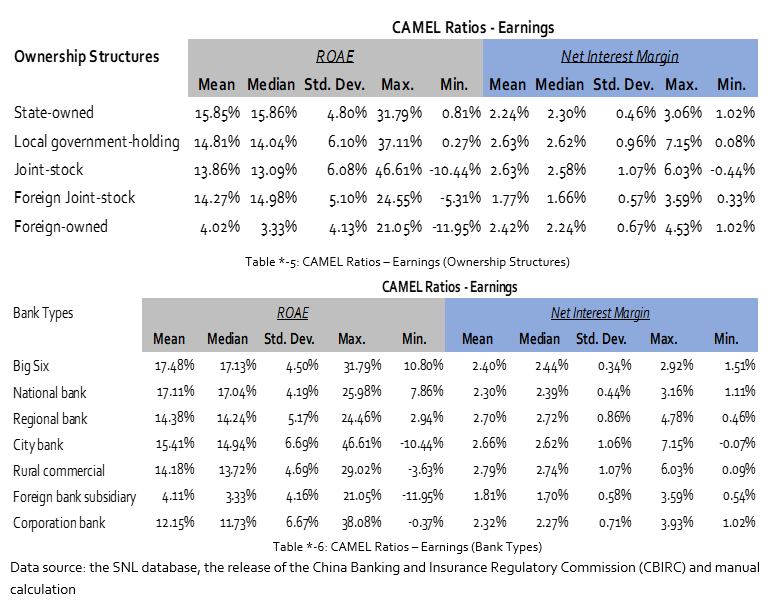 CAMEL Ratios - Earnings
Ownership Structures ROAE Net Interest Margin
Mean Median Std. Dev. Max. Min. Mean Median Std. Dev. Max. Min.
State-owned 15.85% 15.86% 4.80% 31.79% 0.81% 2.24% 2.30% 0.46% 3.06% 1.02%
Local government-holding 14.81% 14.04% 6.10% 37.11% 0.27% 2.63% 2.62% 0.96% 7.15% 0.08%
Joint-stock 13.86% 13.09% 6.08% 46.61% -10.44% 2.63% 2.58% 1.07% 6.03% -0.44%
Foreign Joint-stock 14.27% 14.98% 5.10% 24.55% -5.31% 1.77% 1.66% 0.57% 3.59% 0.33%
Foreign-owned 4.02% 3.33% 4.13% 21.05% -11.95% 2.42% 2.24% 0.67% 4.53% 1.02%
Table *-5: CAMEL Ratios – Earnings (Ownership Structures)
CAMEL Ratios - Earnings
Bank Types ROAE Net Interest Margin
Mean Median Std. Dev. Max. Min. Mean Median Std. Dev. Max. Min.
Big Six 17.48% 17.13% 4.50% 31.79% 10.80% 2.40% 2.44% 0.34% 2.92% 1.51%
National bank 17.11% 17.04% 4.19% 25.98% 7.86% 2.30% 2.39% 0.44% 3.16% 1.11%
Regional bank 14.38% 14.24% 5.17% 24.46% 2.94% 2.70% 2.72% 0.86% 4.78% 0.46%
City bank 15.41% 14.94% 6.69% 46.61% -10.44% 2.66% 2.62% 1.06% 7.15% -0.07%
Rural commercial 14.18% 13.72% 4.69% 29.02% -3.63% 2.79% 2.74% 1.07% 6.03% 0.09%
Foreign bank subsidiary 4.11% 3.33% 4.16% 21.05% -11.95% 1.81% 1.70% 0.58% 3.59% 0.54%
Corporation bank 12.15% 11.73% 6.67% 38.08% -0.37% 2.32% 2.27% 0.71% 3.93% 1.02%
Table *-6: CAMEL Ratios – Earnings (Bank Types)
Data source: the SNL database, the release of the China Banking and Insurance Regulatory Commission (CBIRC) and manual
calculation